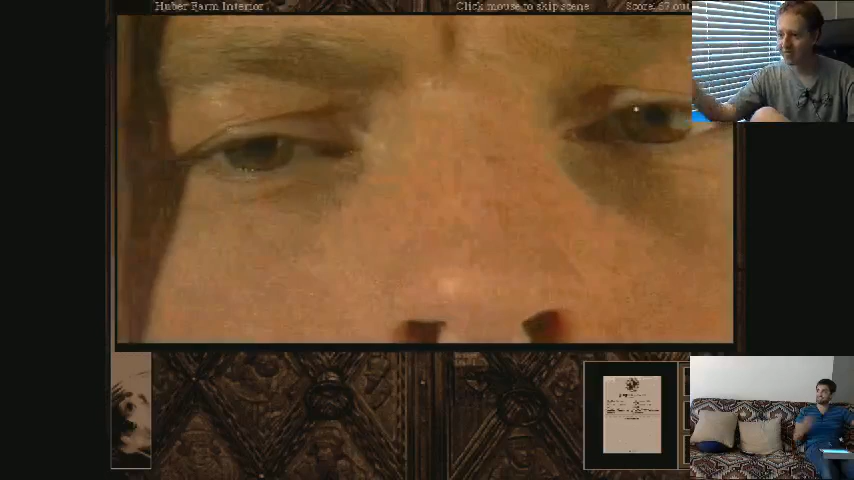 Huber Farm Interior
Click mouse to skip scene
Score: 67 out